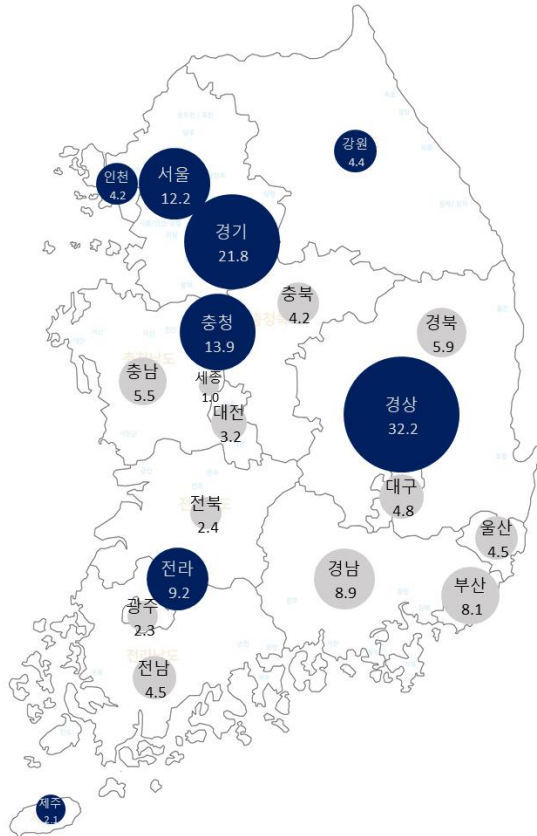 강원
4.4
인천
4.2
서울
12.2
경기
21.8
충북
4.2
충청
13.9
경북
5.9
충남
5.5
세종
1.0
대전
3.2
경상
32.2
대구
4.8
전북
2.4
울산
4.5
전라
9.2
경남
8.9
부산
8.1
광주
2.3
전라남도
전남
4.5
제주
2.1